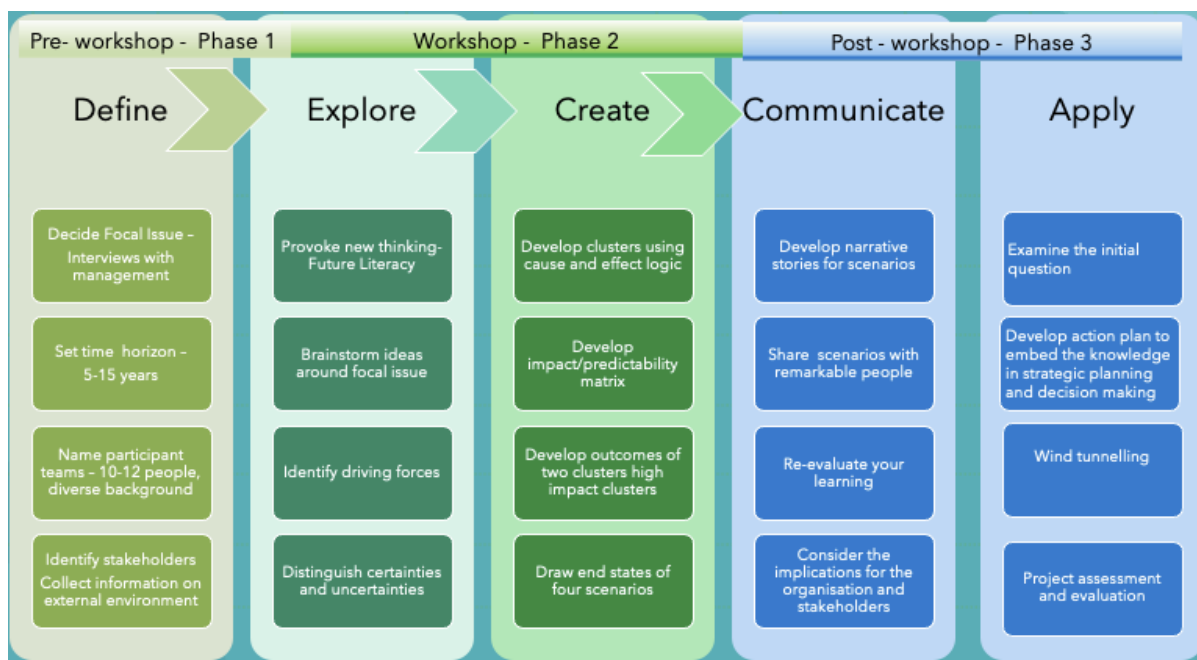 Pre- workshop - Phase 1
Workshop - Phase 2
Post - workshop - Phase 3
Define
Explore
Create
Communicate
Apply
Decide Focal Issue –
Interviews with
management
Set time horizon –
5-15 years
Name participant
teams – 10-12 people,
diverse background
Identify stakeholders
Collect information on
external environment
Provoke new thinking-
Future Literacy
Brainstorm ideas
around focal issue
Identify driving forces
Distinguish certainties
and uncertainties
Develop clusters using
cause and effect logic
Develop
impact/predictability
matrix
Develop outcomes of
two clusters high
impact clusters
Draw end states of
four scenarios
Develop narrative
stories for scenarios
Share scenarios with
remarkable people
Re-evaluate your
learning
Consider the
implications for the
organisation and
stakeholders
Examine the initial
question
Develop action plan to
embed the knowledge
in strategic planning
and decision making
Wind tunnelling
Project assessment
and evaluation